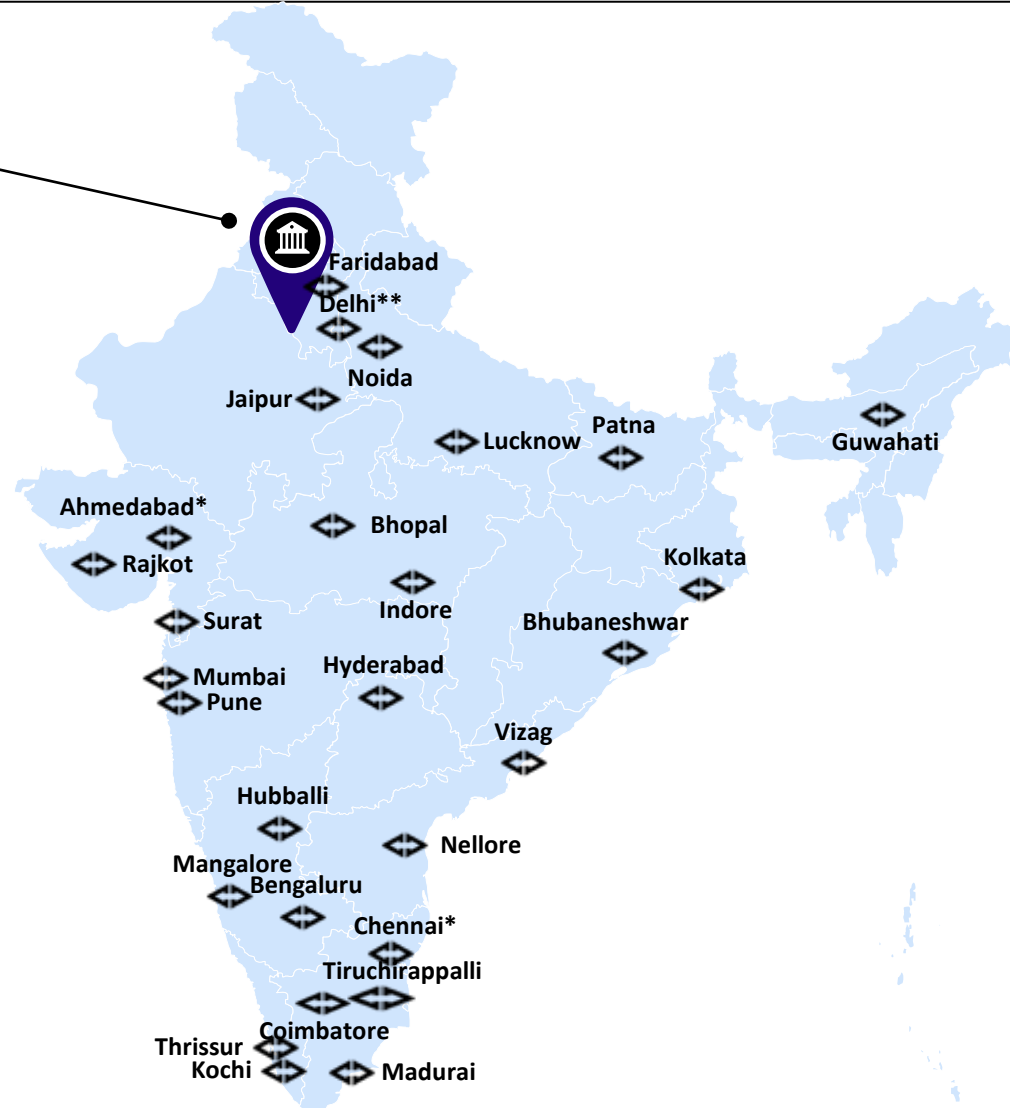 Faridabad
Delhi**
Noida
Jaipur
Lucknow
Patna
Guwahati
Ahmedabad*
Bhopal
Rajkot
Kolkata
Indore
Surat
Bhubaneshwar
Hyderabad
Mumbai
Pune
Vizag
Hubballi
Nellore
Mangalore
Bengaluru
Chennai*
Tiruchirappalli
Coimbatore
Thrissur
Kochi
Madurai